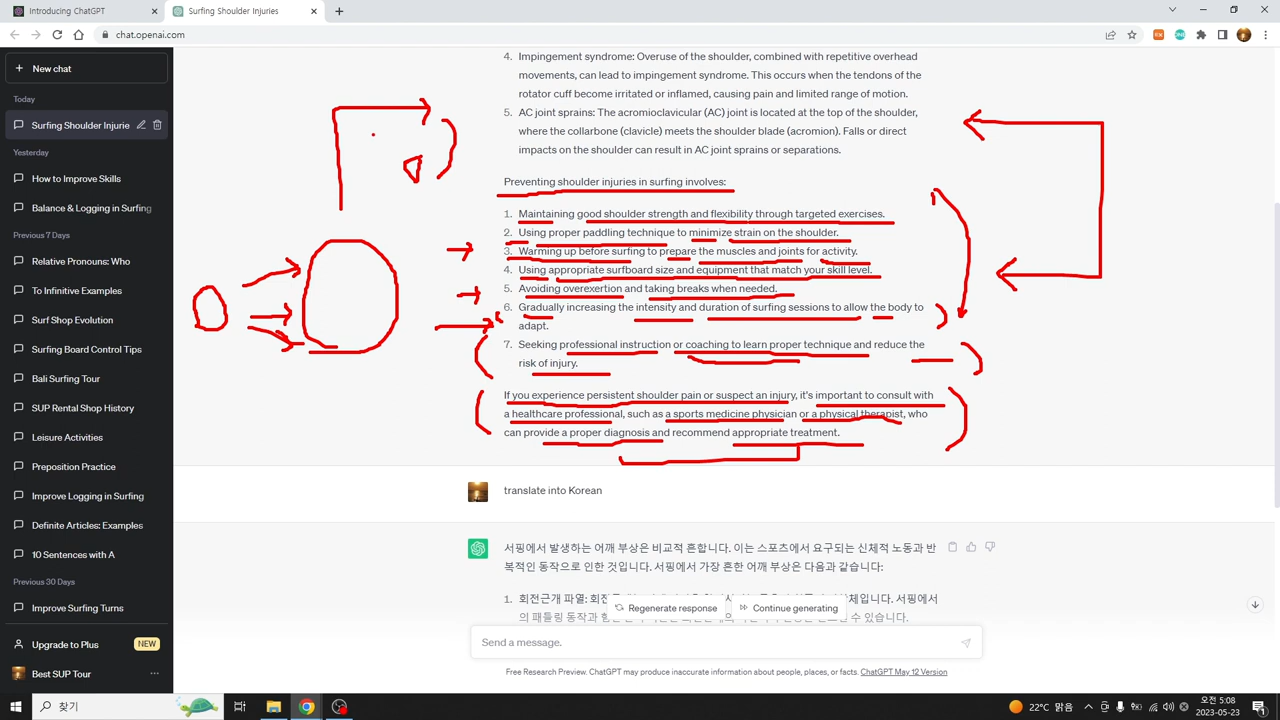 Introducing ChatGPT
Surfing Shoulder Injuries
chat.openai.com
New chat
Today
Surfing Shoulder Injurie
Yesterday
How to Improve Skills
Balance & Logging in Surfing
Previous 7 Days
Relative Pronouns: Who
To Infinitive Examples
Surf Shop Evolution
Surfing Board Control Tips
Bali Surfing Tour
SUP Rental Shop History
Leisure Activities
Preposition Practice
Improve Logging in Surfing
Definite Articles: Examples
10 Sentences with A
Previous 30 Days
Improve Surfing Turns
Upgrade to Plus NEW
Best SUP Tour
4. Impingement syndrome: Overuse of the shoulder, combined with repetitive overhead
movements, can lead to impingement syndrome. This occurs when the tendons of the
rotator cuff become irritated or inflamed, causing pain and limited range of motion.
5. AC joint sprains: The acromioclavicular (AC) joint is located at the top of the shoulder,
where the collarbone (clavicle) meets the shoulder blade (acromion). Falls or direct
impacts on the shoulder can result in AC joint sprains or separations.
Preventing shoulder injuries in surfing involves:
1. Maintaining good shoulder strength and flexibility through targeted exercises.
2. Using proper paddling technique to minimize strain on the shoulder.
3. Warming up before surfing to prepare the muscles and joints for activity.
4. Using appropriate surfboard size and equipment that match your skill level.
5. Avoiding overexertion and taking breaks when needed.
6. Gradually increasing the intensity and duration of surfing sessions to allow the body to
adapt.
7. Seeking professional instruction or coaching to learn proper technique and reduce the
risk of injury.
If you experience persistent shoulder pain or suspect an injury, it's important to consult with
a healthcare professional, such as a sports medicine physician or a physical therapist, who
can provide a proper diagnosis and recommend appropriate treatment.
translate into Korean
서핑에서 발생하는 어깨 부상은 비교적 흔합니다. 이는 스포츠에서 요구되는 신체적 노동과 반
복적인 동작으로 인한 것입니다. 서핑에서 가장 흔한 어깨 부상은 다음과 같습니다:
1. 회전근개 파열: 회전
서핑에서
의 패들링 동작과
수 있습니다.
Regenerate response
Continue generating
Send a message.
Free Research Preview. ChatGPT may produce inaccurate information about people, places, or facts. ChatGPT May 12 Version
찾기
22°C 맑음
오전 5:08
2023-05-23